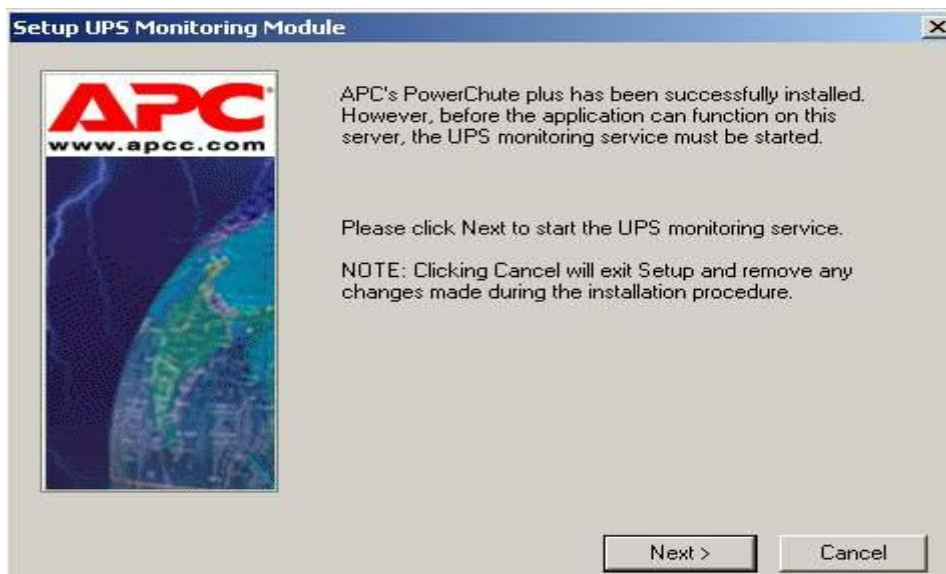 Setup UPS Monitoring Module
APC
www.apcc.com
APC's PowerChute plus has been successfully installed.
However, before the application can function on this
server, the UPS monitoring service must be started.
Please click Next to start the UPS monitoring service.
NOTE: Clicking Cancel will exit Setup and remove any
changes made during the installation procedure.
Next >
Cancel